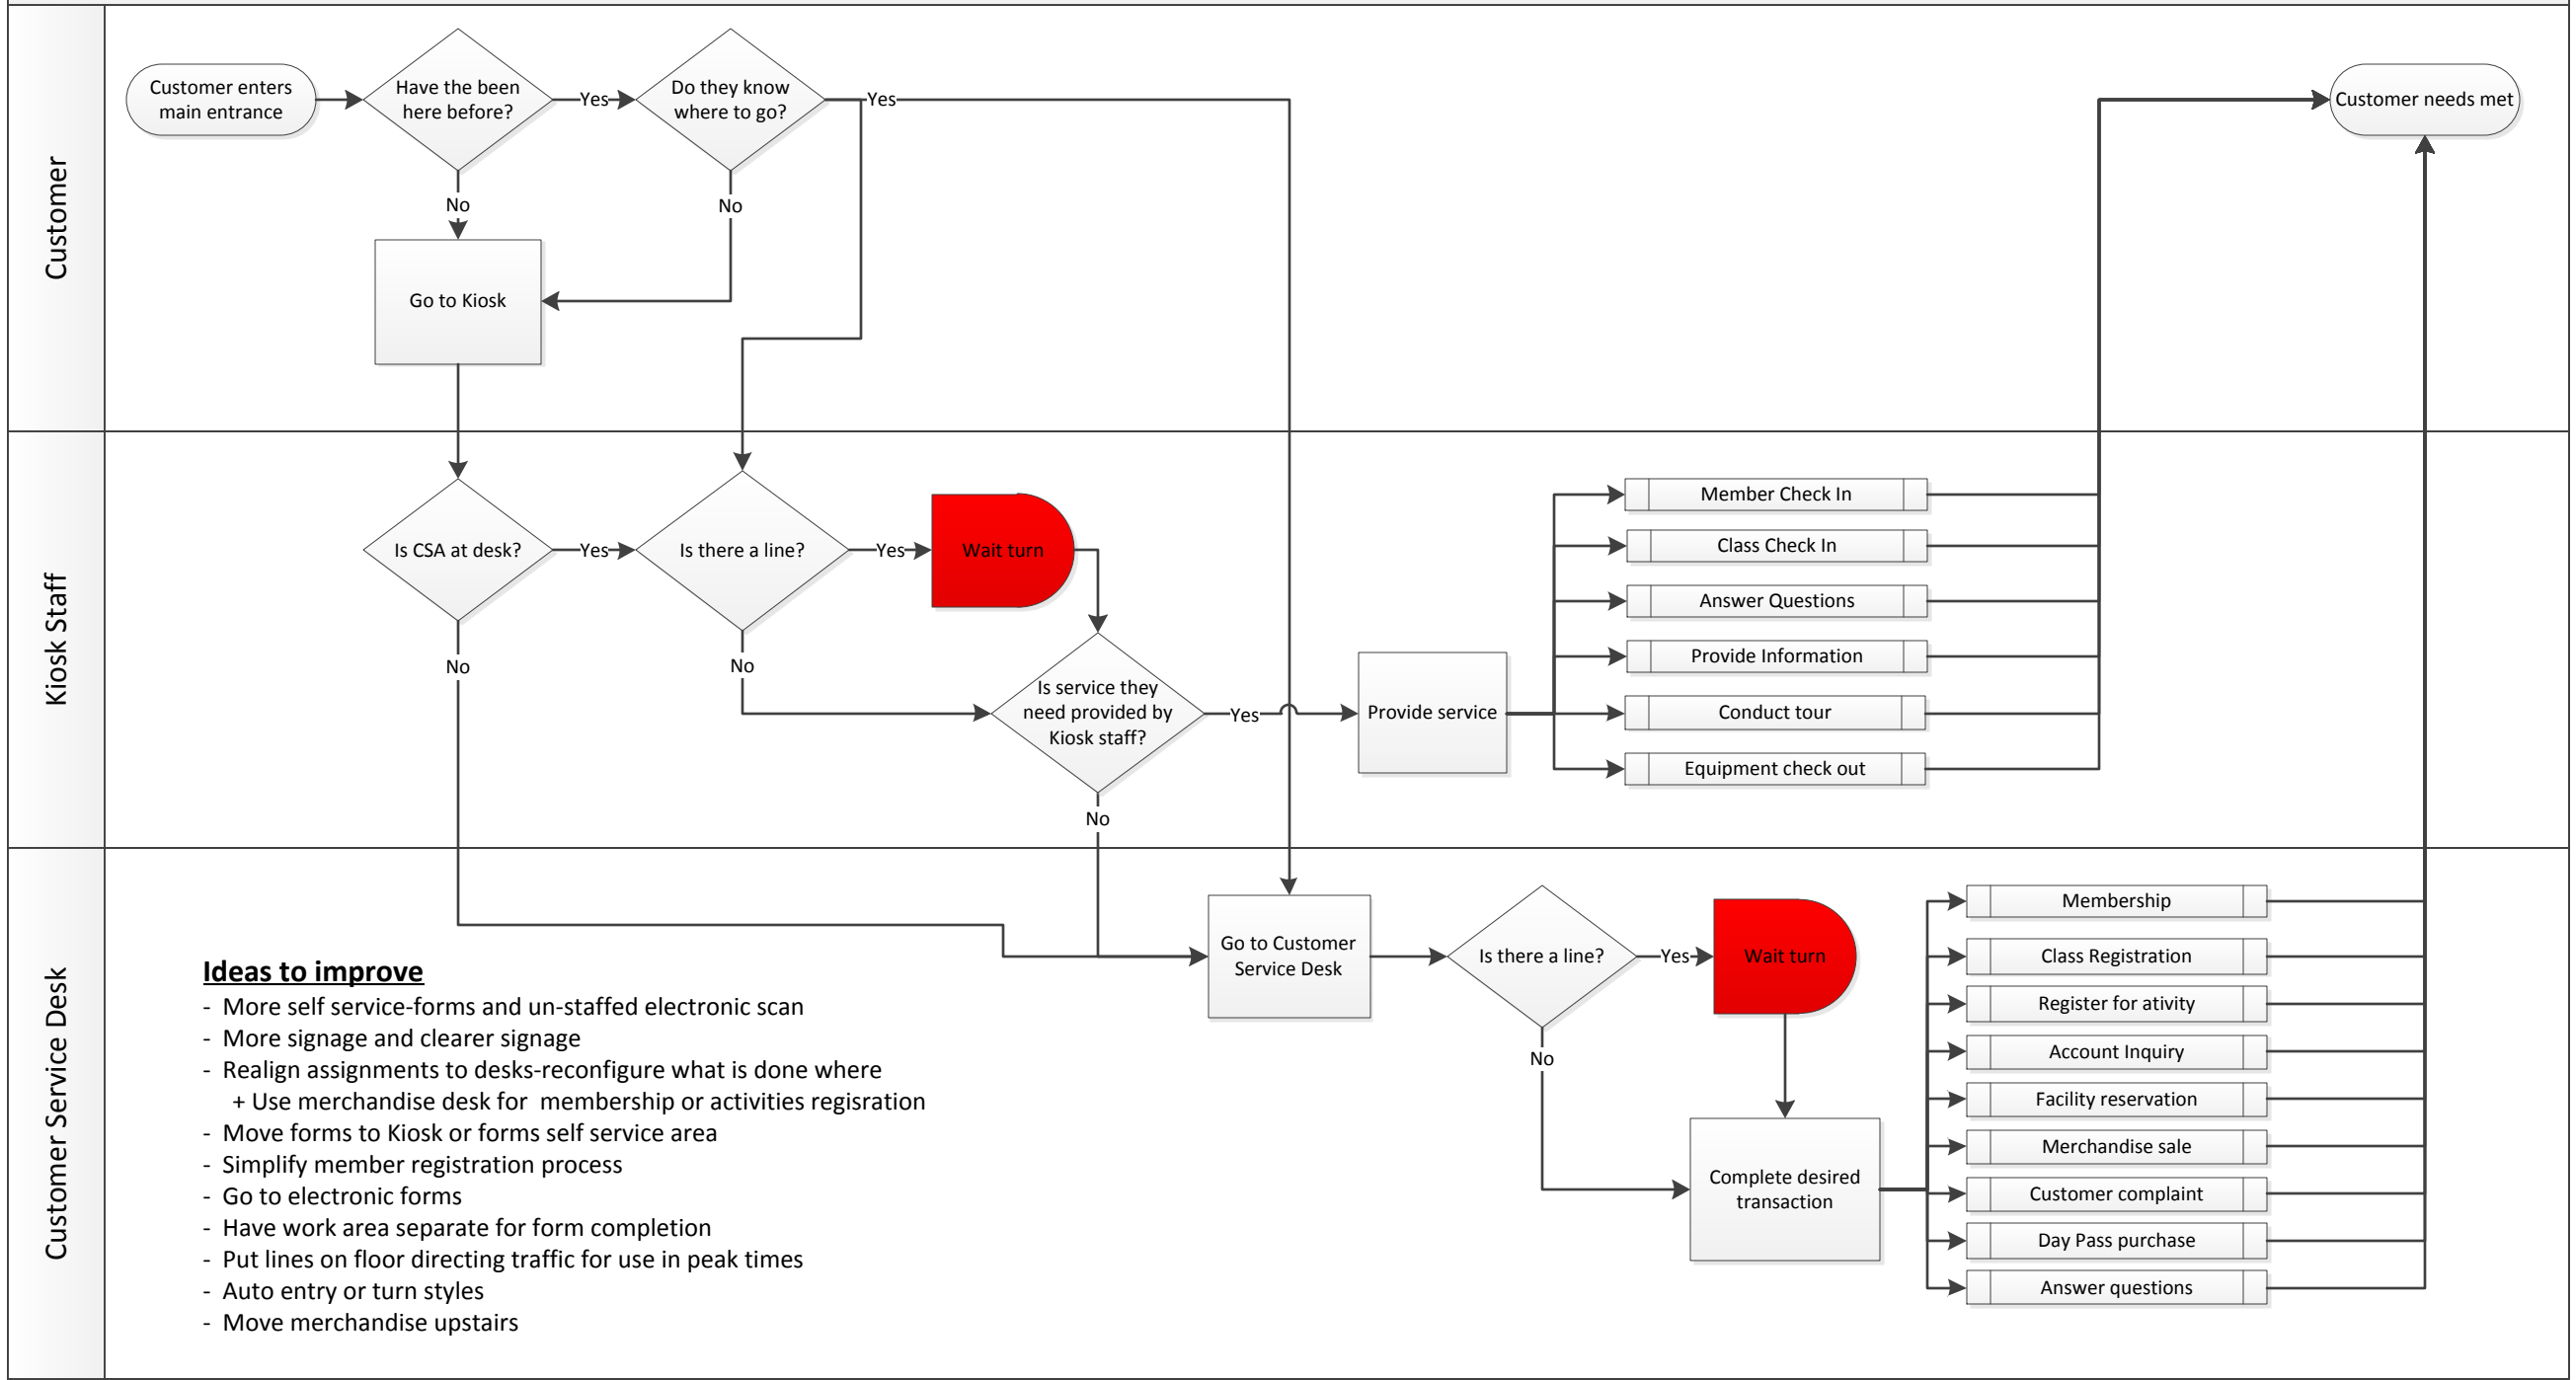 Customer
Customer enters
main entrance
Have the been
here before?
Yes
Do they know
where to go?
Yes
Customer needs met
No
No
Go to Kiosk
Kiosk Staff
Is CSA at desk?
Yes
Is there a line?
Yes
Wait turn
No
No
Is service they
need provided by
Kiosk staff?
Yes
No
Provide service
Member Check In
Class Check In
Answer Questions
Provide Information
Conduct tour
Equipment check out
Customer Service Desk
Go to Customer
Service Desk
Is there a line?
Yes
Wait turn
No
Complete desired
transaction
Membership
Class Registration
Register for ativity
Account Inquiry
Facility reservation
Merchandise sale
Customer complaint
Day Pass purchase
Answer questions
Ideas to improve
- More self service-forms and un-staffed electronic scan
- More signage and clearer signage
- Realign assignments to desks-reconfigure what is done where
+ Use merchandise desk for  membership or activities regisration
- Move forms to Kiosk or forms self service area
- Simplify member registration process
- Go to electronic forms
- Have work area separate for form completion
- Put lines on floor directing traffic for use in peak times
- Auto entry or turn styles
- Move merchandise upstairs